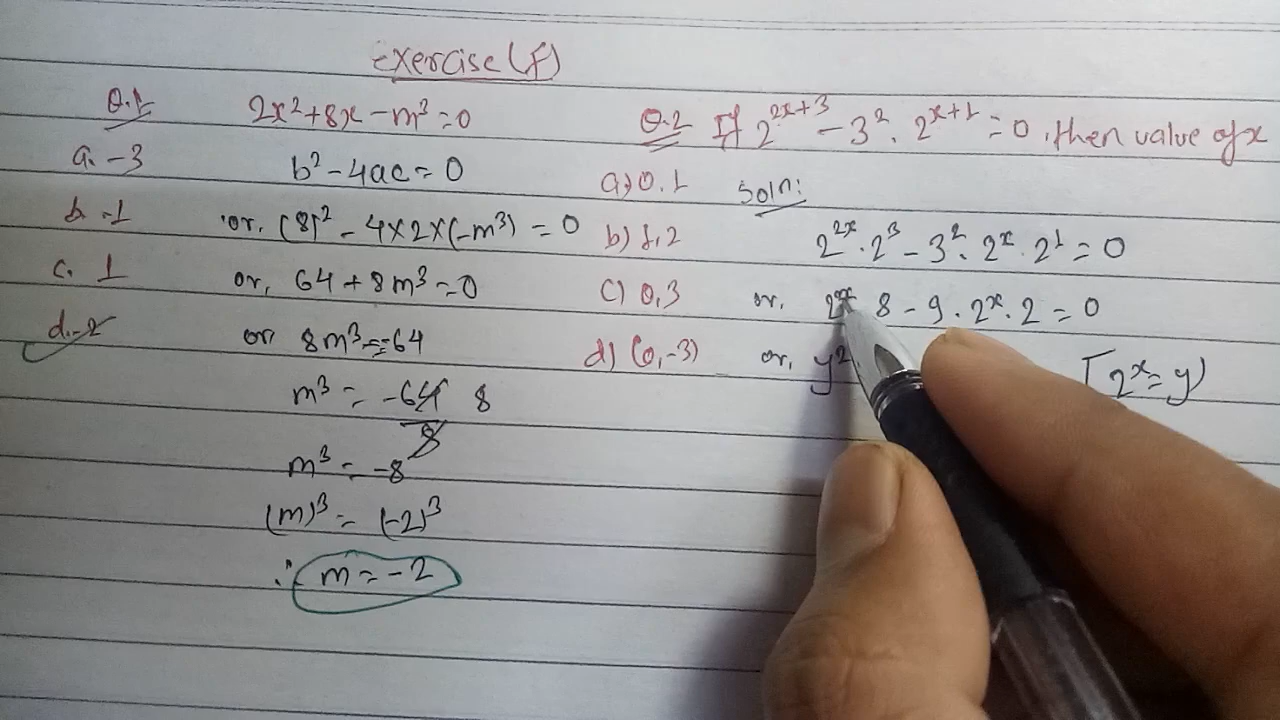 exercise (f)
Q.1 2x²+8x-m³=0
a. -3 b²-4ac=0
b. -1 or, (8)²-4×2×(-m³)=0
c. 1 or, 64+8m³=0
d. -2 or 8m³=-64
m³=-64/8 8
m³=-8
(m)³=(-2)³
∴ m=-2
Q.2 If 2^(2x+3)-3².2^(x+1)=0, then value of x
a) 0.1 Soln:
b) 1,2 2^(2x).2³-3².2^x.2¹=0
c) 0,3 or, 8-9.2^x.2=0
d) (0,-3) or, y² [2^x=y)